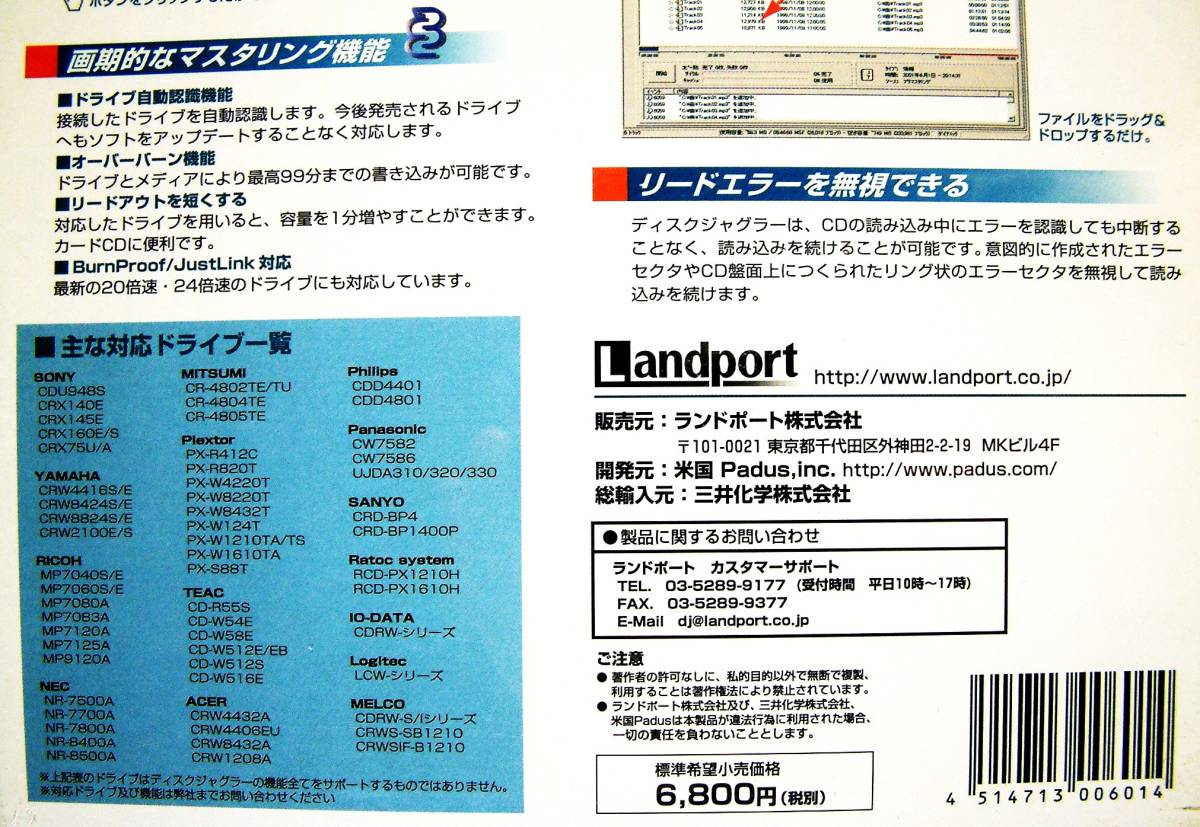 画期的なマスタリング機能
■ドライブ自動認識機能
接続したドライブを自動認識します。今後発売されるドライブ
へもソフトをアップデートすることなく対応します。
■オーバーバーン機能
ドライブとメディアにより最高99分までの書き込みが可能です。
■リードアウトを短くする
対応したドライブを用いると、容量を1分増やすことができます。
カードCDに便利です。
■BurnProof/JustLink 対応
最新の20倍速・24倍速のドライブにも対応しています。
■主な対応ドライブ一覧
SONY
CDU948S
CRX140E
CRX145E
CRX160E/S
CRX75U/A
YAMAHA
CRW4416S/E
CRW8424S/E
CRW8824S/E
CRW2100E/S
RICOH
MP7040S/E
MP7060S/E
MP7080A
MP7083A
MP7120A
MP7125A
MP9120A
NEC
NR-7500A
NR-7700A
NR-7800A
NR-8400A
NR-8500A
MITSUMI
CR-4802TE/TU
CR-4804TE
CR-4805TE
Plextor
PX-R412C
PX-R820T
PX-W4220T
PX-W8220T
PX-W8432T
PX-W124T
PX-W1210TA/TS
PX-W1610TA
PX-S88T
TEAC
CD-R55S
CD-W54E
CD-W58E
CD-W512E/EB
CD-W512S
CD-W516E
ACER
CRW4432A
CRW4406EU
CRW8432A
CRW1208A
Philips
CDD4401
CDD4801
Panasonic
CW7582
CW7586
UJDA310/320/330
SANYO
CRD-BP4
CRD-BP1400P
Ratoc system
RCD-PX1210H
RCD-PX1610H
IO-DATA
CDRW-シリーズ
Logitec
LCW-シリーズ
MELCO
CDRW-S/Iシリーズ
CRWS-SB1210
CRWSIF-B1210
※上記表のドライブはディスクジャグラーの機能全てをサポートするものではありません。
※対応ドライブ及び機能は弊社までお問い合わせください
ファイルをドラッグ&
ドロップするだけ。
リードエラーを無視できる
ディスクジャグラーは、CDの読み込み中にエラーを認識しても中断する
ことなく、読み込みを続けることが可能です。意図的に作成されたエラー
セクタやCD盤面上につくられたリング状のエラーセクタを無視して読み
込みを続けます。
Landport http://www.landport.co.jp/
販売元：ランドポート株式会社
〒101-0021 東京都千代田区外神田2-2-19 MKビル4F
開発元：米国 Padus,inc. http://www.padus.com/
総輸入元：三井化学株式会社
●製品に関するお問い合わせ
ランドポート カスタマーサポート
TEL. 03-5289-9177 (受付時間 平日10時～17時)
FAX. 03-5289-9377
E-Mail dj@landport.co.jp
ご注意
● 著作者の許可なしに、私的目的以外で無断で複製、
利用することは著作権法により禁止されています。
● ランドポート株式会社及び、三井化学株式会社、
米国Padusは本製品が違法行為に利用された場合、
一切の責任を負わないこととします。
標準希望小売価格
6,800円(税別)
4 514713 006014